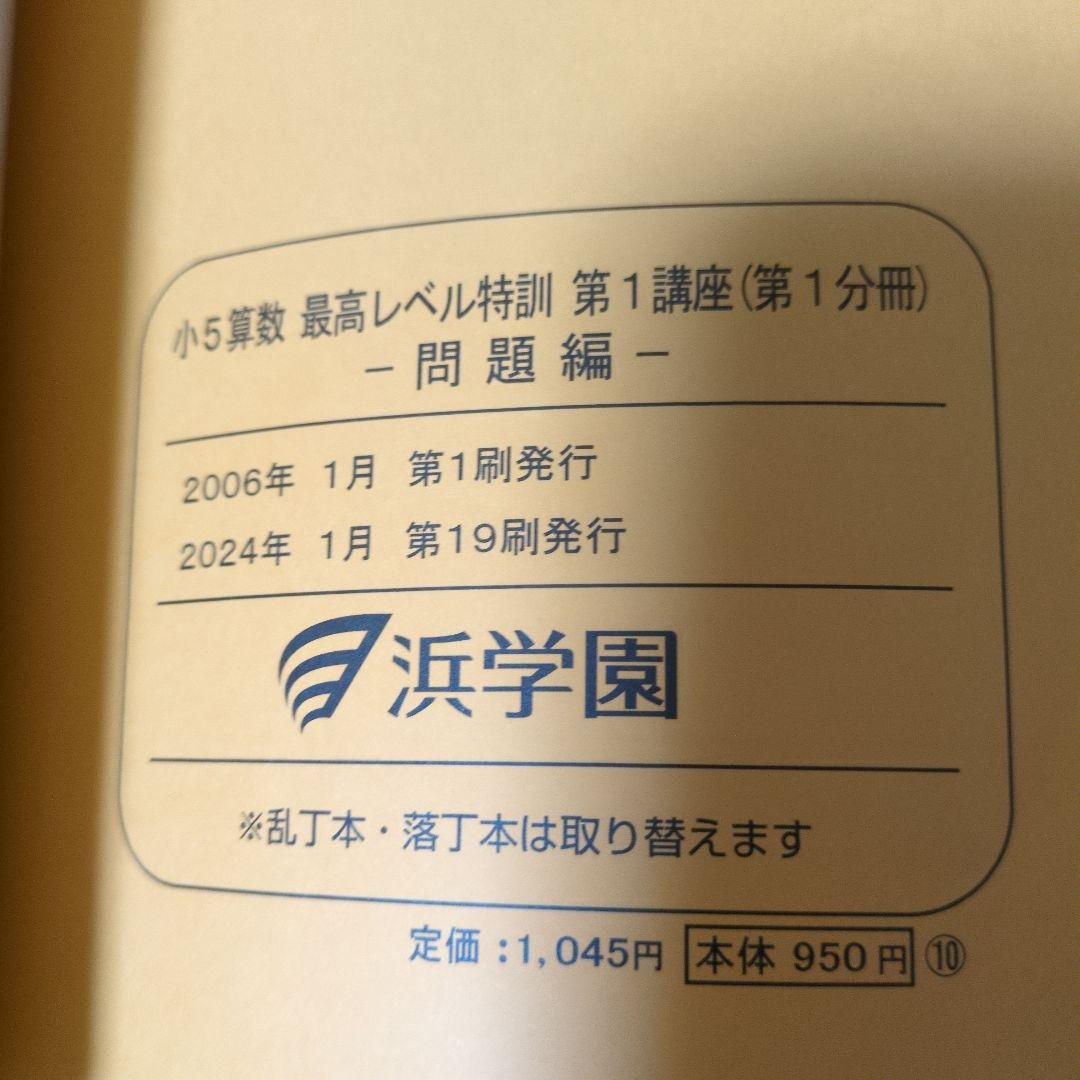 小5算数 最高レベル特訓 第1講座(第1分冊)
− 問 題 編 −
2006年 1月 第1刷発行
2024年 1月 第19刷発行
浜学園
※乱丁本・落丁本は取り替えます
定価 :1,045円 本体 950円 ⑩